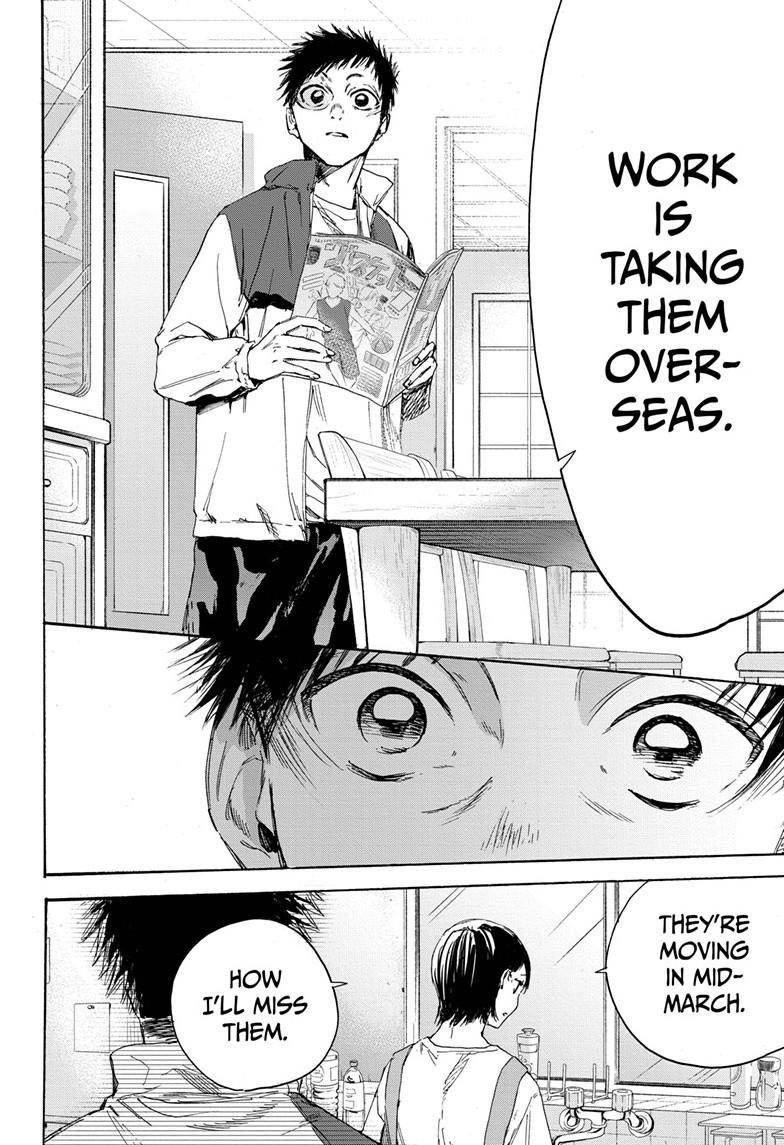 WORK
IS
TAKING
THEM
OVER-
SEAS.
THEY'RE
MOVING
IN MID-
MARCH.
HOW
I'LL MISS
THEM.